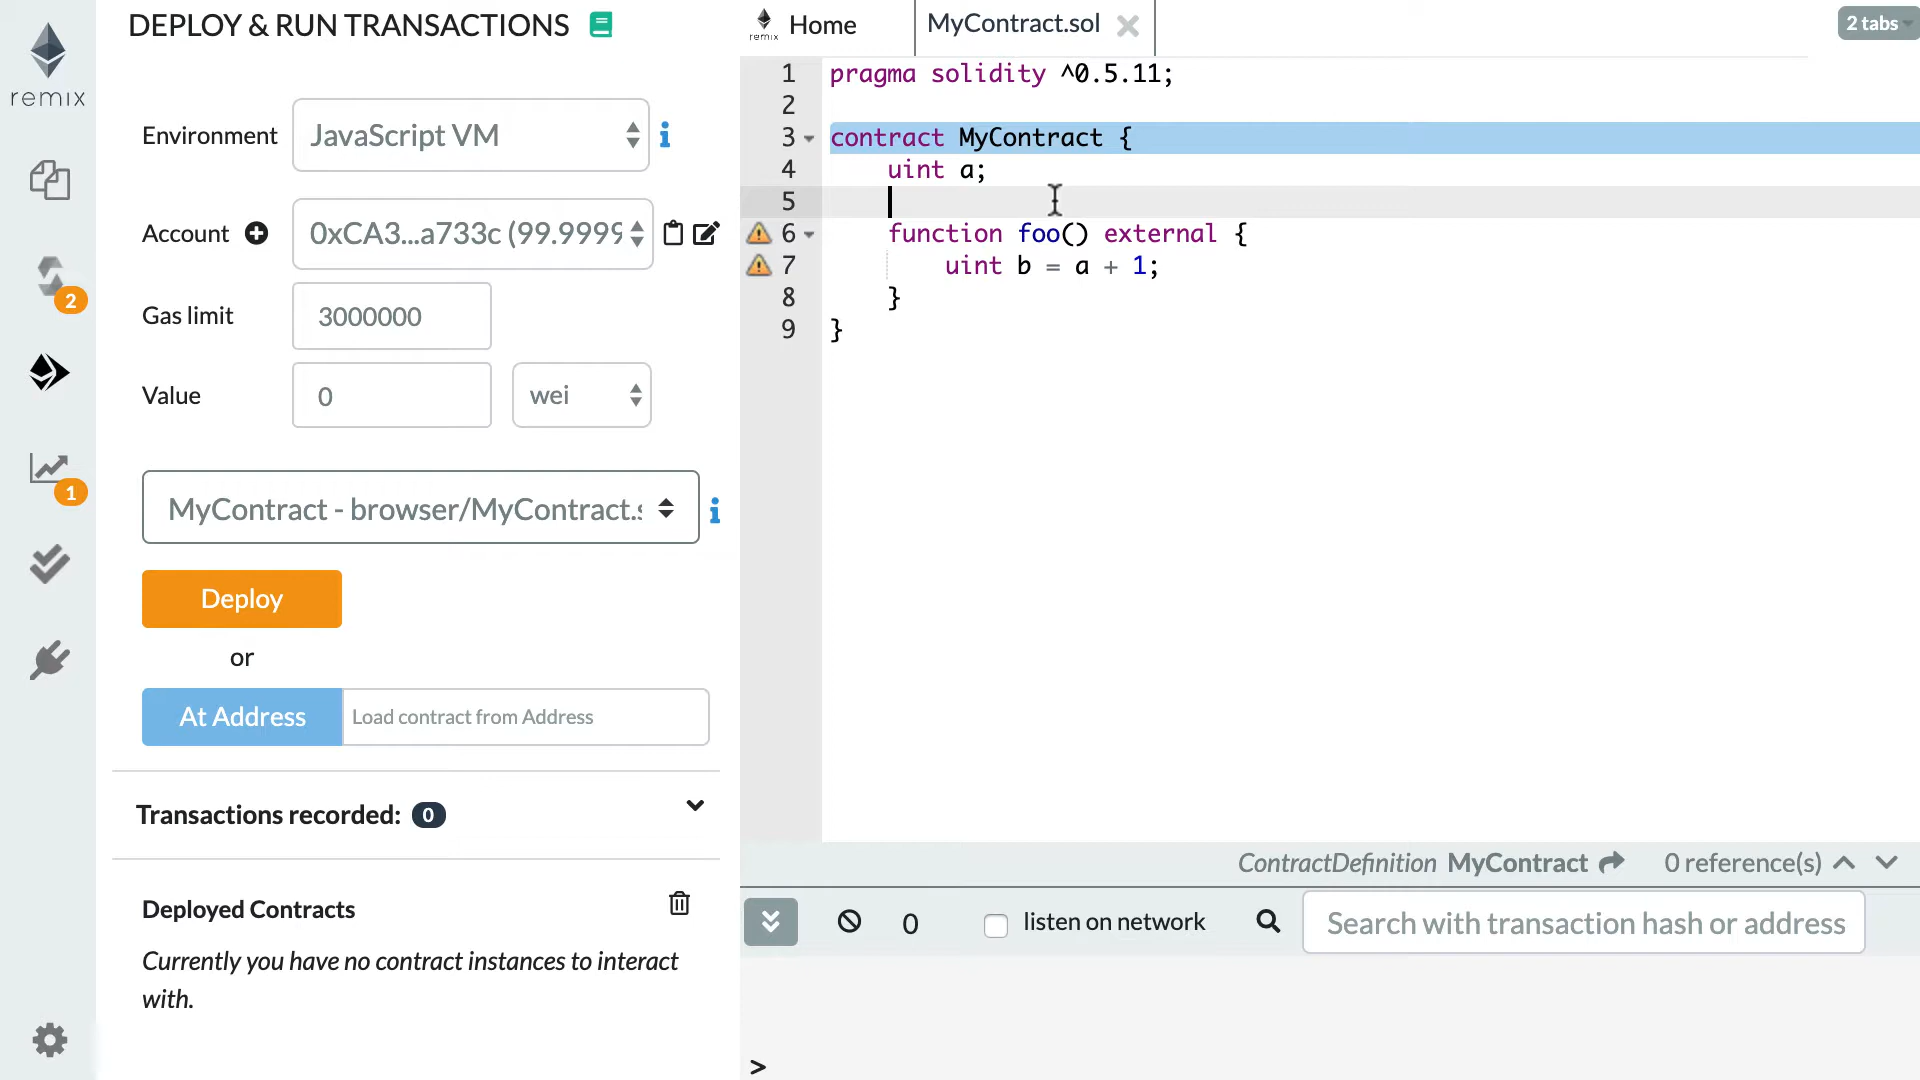 remix
2
1
DEPLOY & RUN TRANSACTIONS
Environment
JavaScript VM
Account
0xCA3...a733c (99.9999
Gas limit
3000000
Value
0
wei
MyContract - browser/MyContract.s
Deploy
or
At Address
Load contract from Address
Transactions recorded: 0
Deployed Contracts
Currently you have no contract instances to interact
with.
remix
Home
MyContract.sol
2 tabs
1 pragma solidity ^0.5.11;
2
3 contract MyContract {
4 uint a;
5
6 function foo() external {
7 uint b = a + 1;
8 }
9 }
ContractDefinition MyContract 0 reference(s)
0
listen on network
Search with transaction hash or address
>